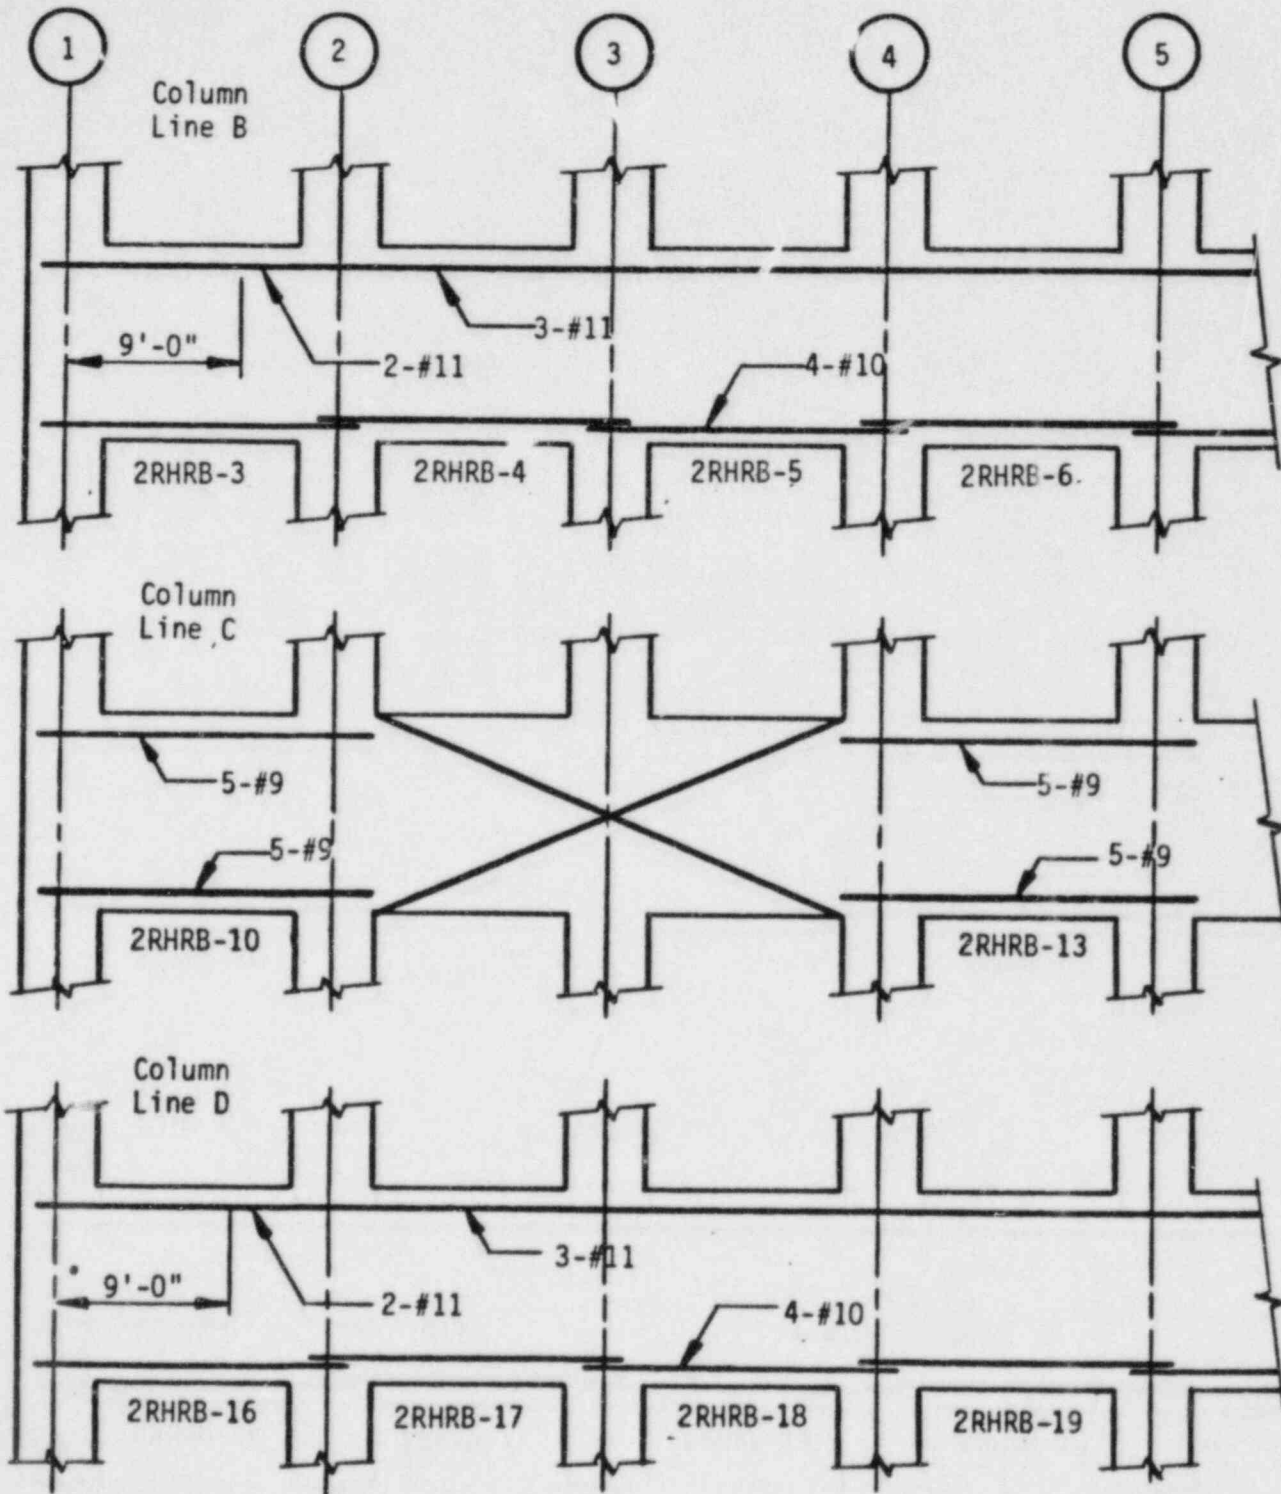 1
2
3
4
5
Column
Line B
3-#11
9'-0"
2-#11
4-#10
2RHRB-3
2RHRB-4
2RHRB-5
2RHRB-6
Column
Line C
5-#9
5-#9
5-#9
5-#9
2RHRB-10
2RHRB-13
Column
Line D
3-#11
9'-0"
2-#11
4-#10
2RHRB-16
2RHRB-17
2RHRB-18
2RHRB-19